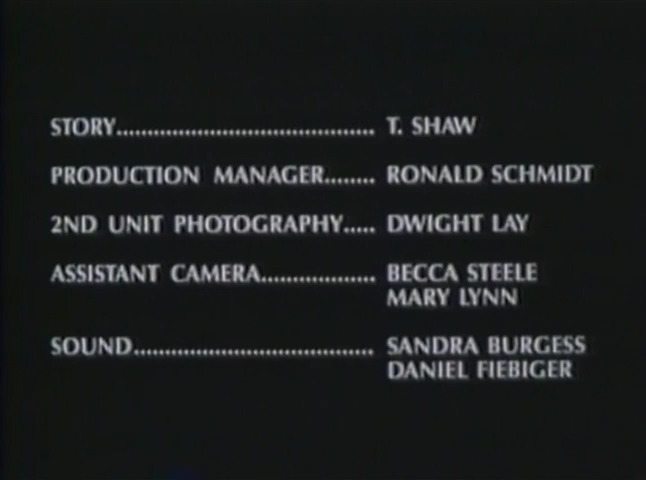 STORY.......................................... T. SHAW
PRODUCTION MANAGER........ RONALD SCHMIDT
2ND UNIT PHOTOGRAPHY..... DWIGHT LAY
ASSISTANT CAMERA................... BECCA STEELE
MARY LYNN
SOUND....................................... SANDRA BURGESS
DANIEL FIEBIGER